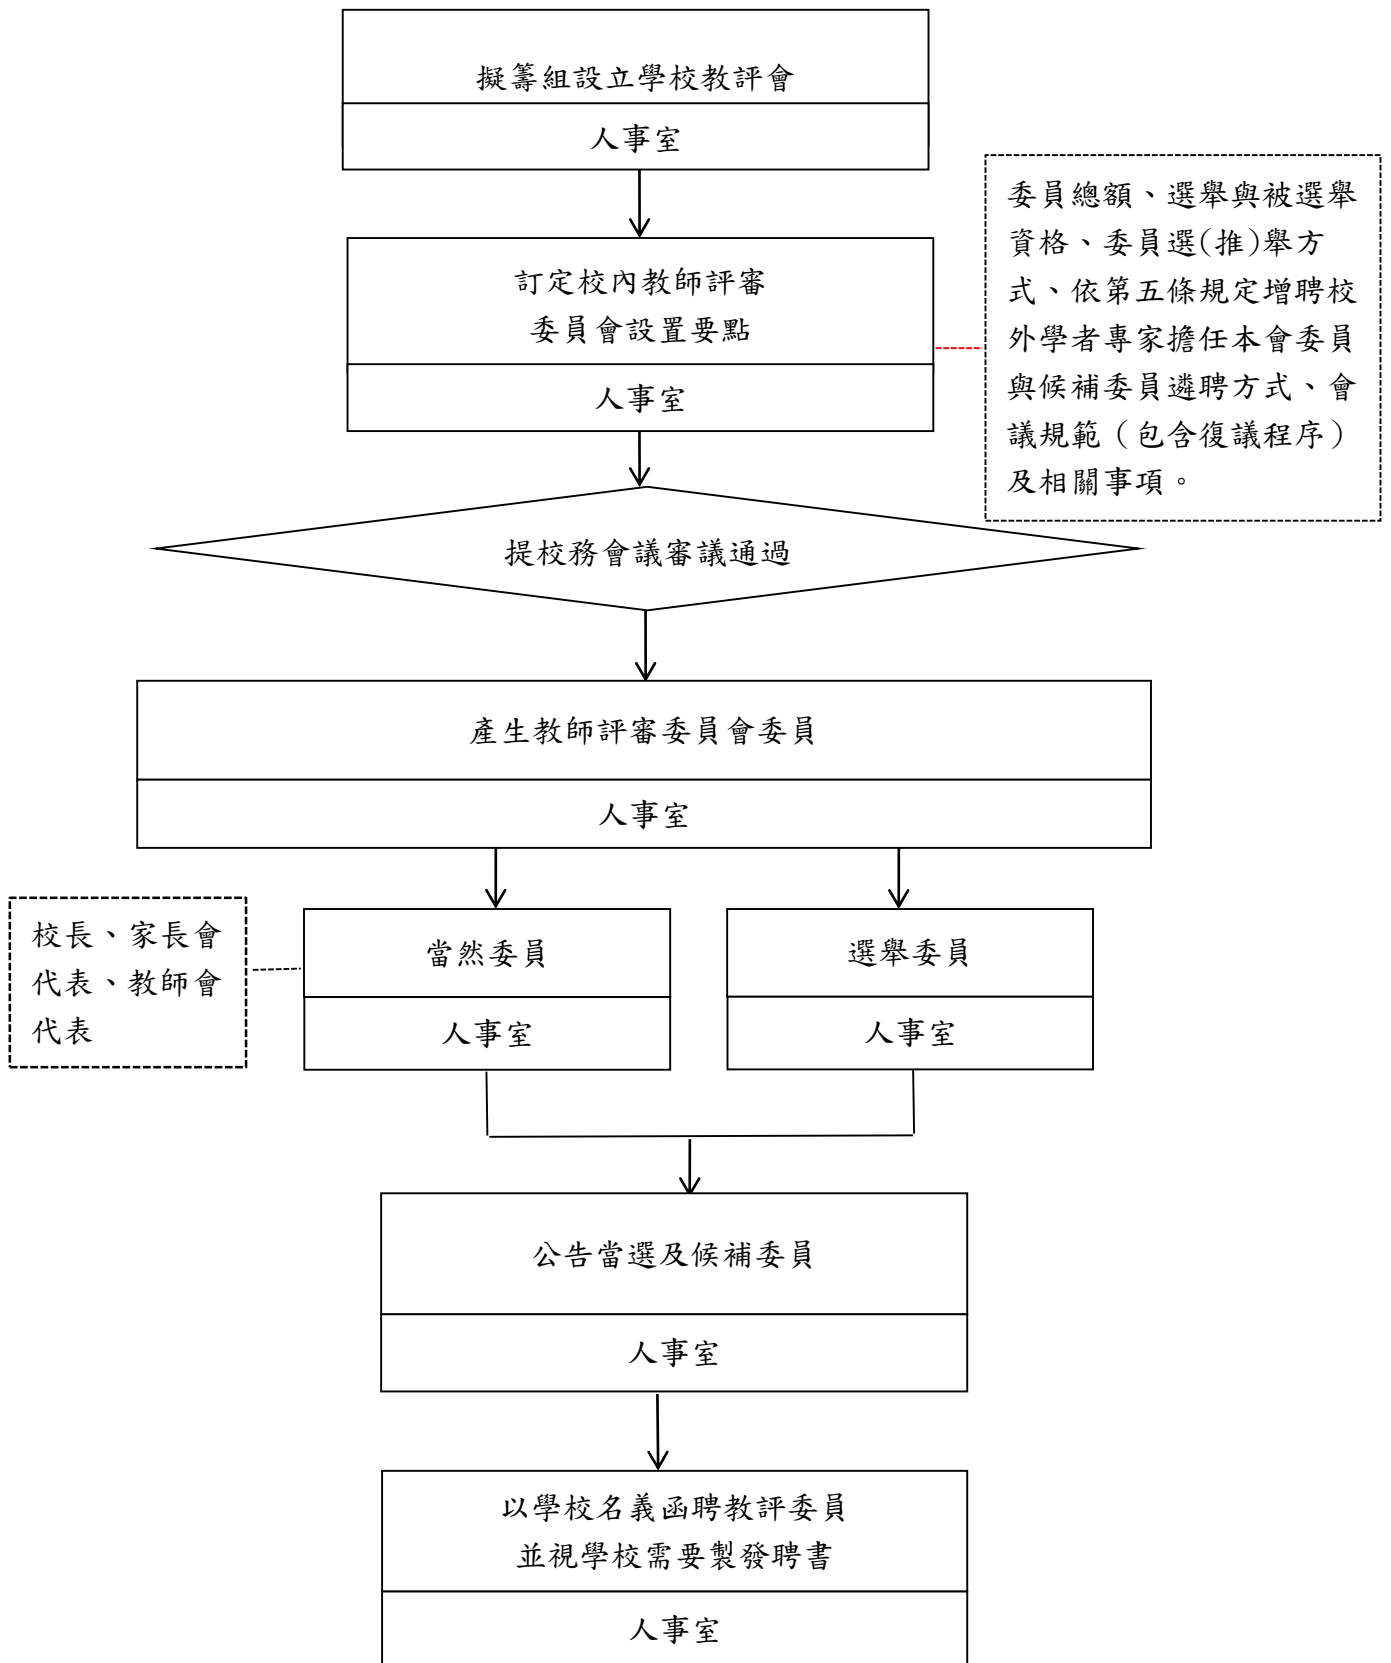 擬籌組設立學校教評會
人事室
訂定校內教師評審
委員會設置要點
人事室
委員總額、選舉與被選舉
資格、委員選(推)舉方
式、依第五條規定增聘校
外學者專家擔任本會委員
與候補委員遴聘方式、會
議規範（包含復議程序）
及相關事項。
提校務會議審議通過
產生教師評審委員會委員
人事室
校長、家長會
代表、教師會
代表
當然委員
人事室
選舉委員
人事室
公告當選及候補委員
人事室
以學校名義函聘教評委員
並視學校需要製發聘書
人事室